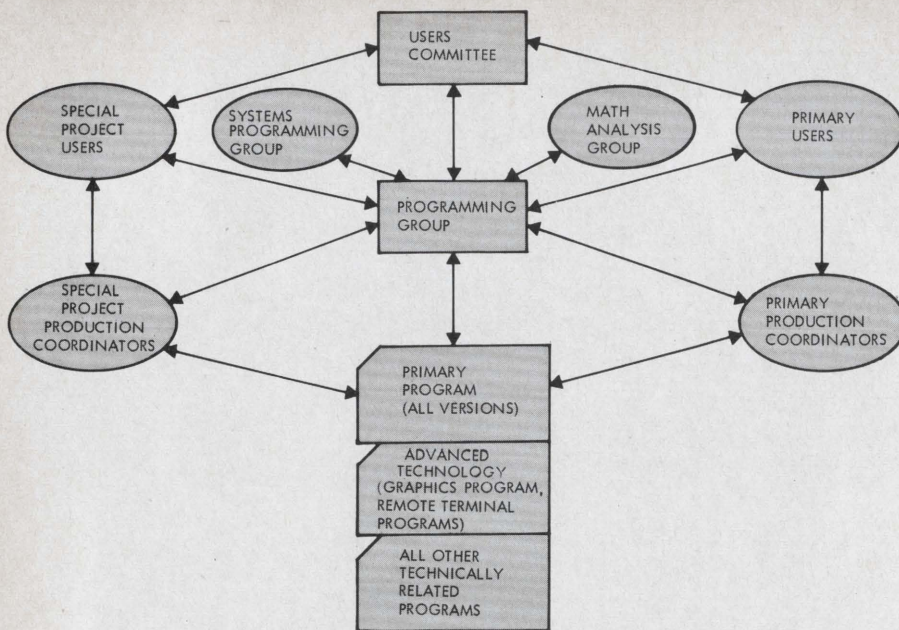 USERS
COMMITTEE
SPECIAL
PROJECT
USERS
SYSTEMS
PROGRAMMING
GROUP
MATH
ANALYSIS
GROUP
PRIMARY
USERS
PROGRAMMING
GROUP
SPECIAL
PROJECT
PRODUCTION
COORDINATORS
PRIMARY
PRODUCTION
COORDINATORS
PRIMARY
PROGRAM
(ALL VERSIONS)
ADVANCED
TECHNOLOGY
(GRAPHICS PROGRAM,
REMOTE TERMINAL
PROGRAMS)
ALL OTHER
TECHNICALLY
RELATED
PROGRAMS